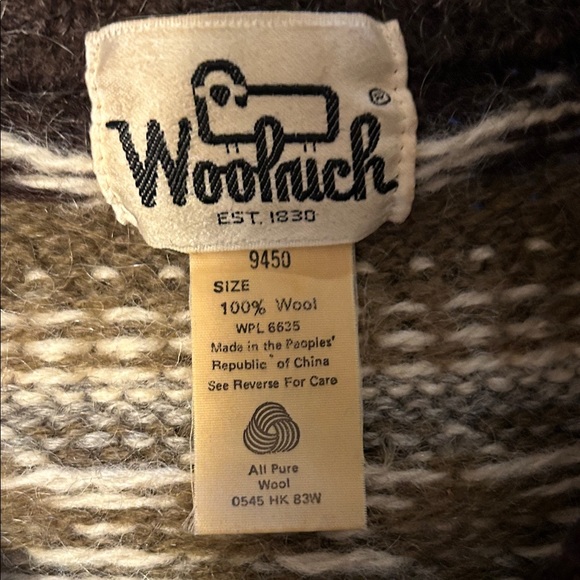 ®
Woolrich
EST. 1830
9450
SIZE
100% Wool
WPL 6635
Made in the Peoples'
Republic of China
See Reverse For Care
All Pure
Wool
0545 HK 83W